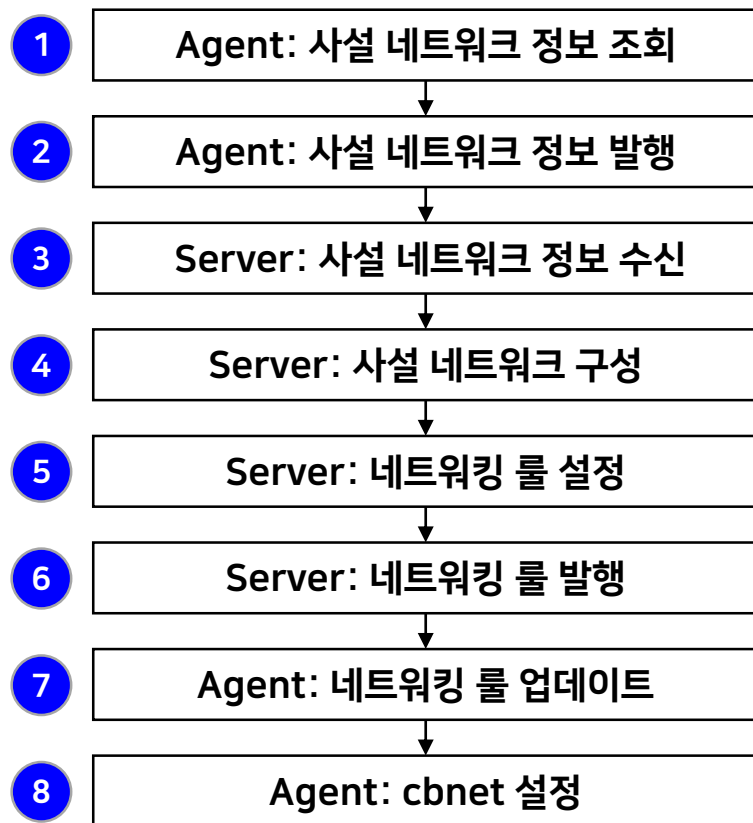 1 Agent: 사설 네트워크 정보 조회
2 Agent: 사설 네트워크 정보 발행
3 Server: 사설 네트워크 정보 수신
4 Server: 사설 네트워크 구성
5 Server: 네트워킹 룰 설정
6 Server: 네트워킹 룰 발행
7 Agent: 네트워킹 룰 업데이트
8 Agent: cbnet 설정